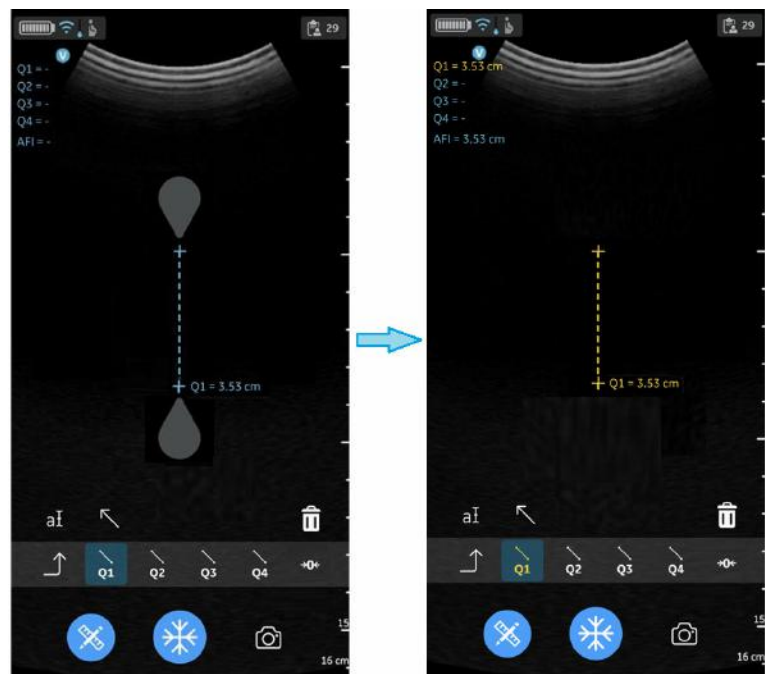 29
V
Q1 = -
Q2 = -
Q3 = -
Q4 = -
AFI = -
Q1 = 3.53 cm
aI
Q1 Q2 Q3 Q4 →0←
15
16 cm
29
V
Q1 = 3.53 cm
Q2 = -
Q3 = -
Q4 = -
AFI = 3.53 cm
Q1 = 3.53 cm
aI
Q1 Q2 Q3 Q4 →0←
15
16 cm